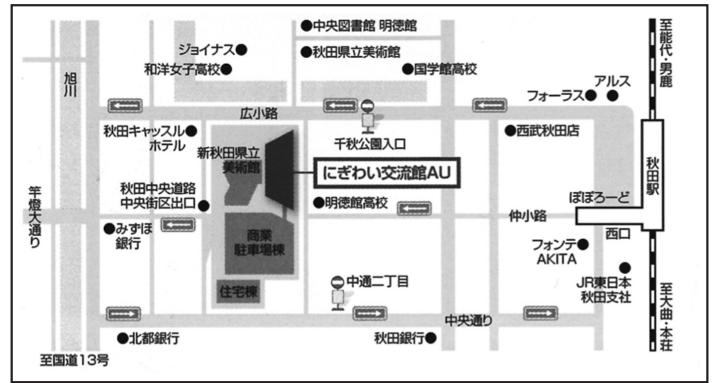 中央図書館 明徳館
ジョイナス
秋田県立美術館
和洋女子高校
国学館高校
至能代・男鹿
旭川
アルス
フォーラス
広小路
秋田キャッスル
ホテル
千秋公園入口
西武秋田店
新秋田県立
美術館
にぎわい交流館AU
秋田駅
秋田中央道路
中央街区出口
明徳館高校
ぽぽろーど
仲小路
竿燈大通り
みずほ
銀行
西口
商業
駐車場棟
フォンテ
AKITA
中通二丁目
JR東日本
秋田支社
住宅棟
至大曲・本荘
中央通り
北都銀行
秋田銀行
至国道13号